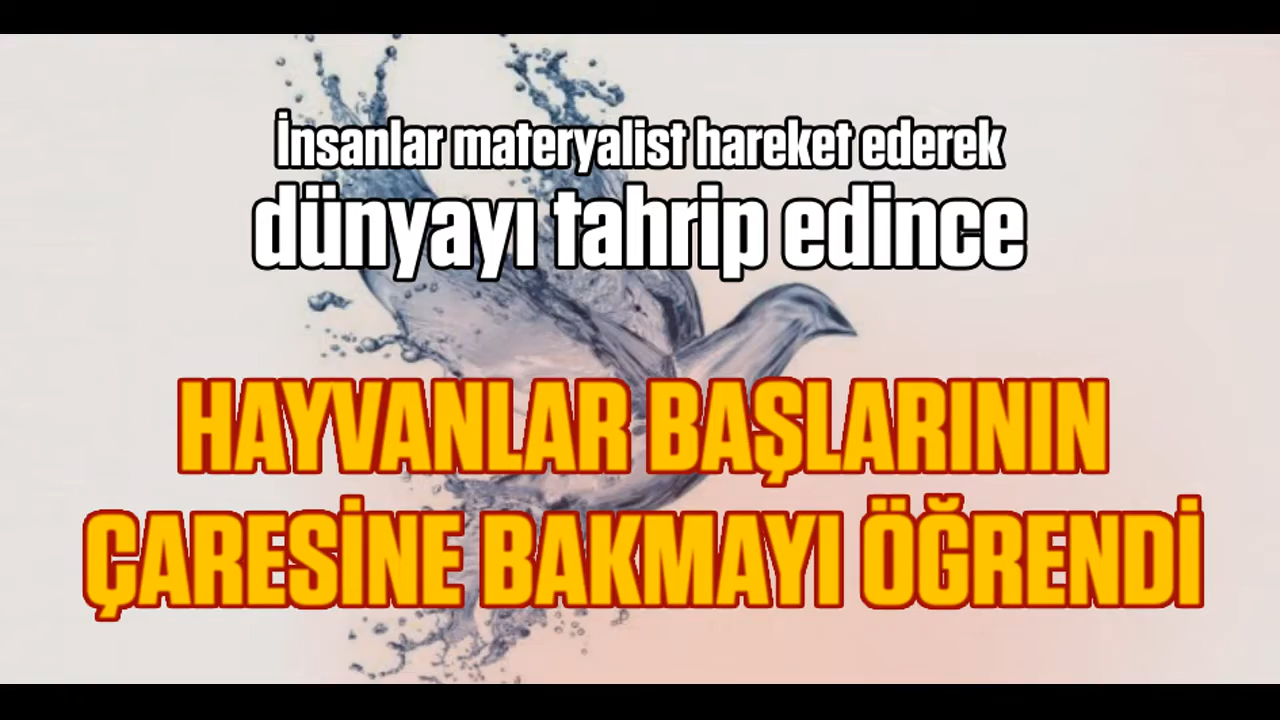 İnsanlar materyalist hareket ederek
dünyayı tahrip edince
HAYVANLAR BAŞLARININ
ÇARESİNE BAKMAYI ÖĞRENDİ